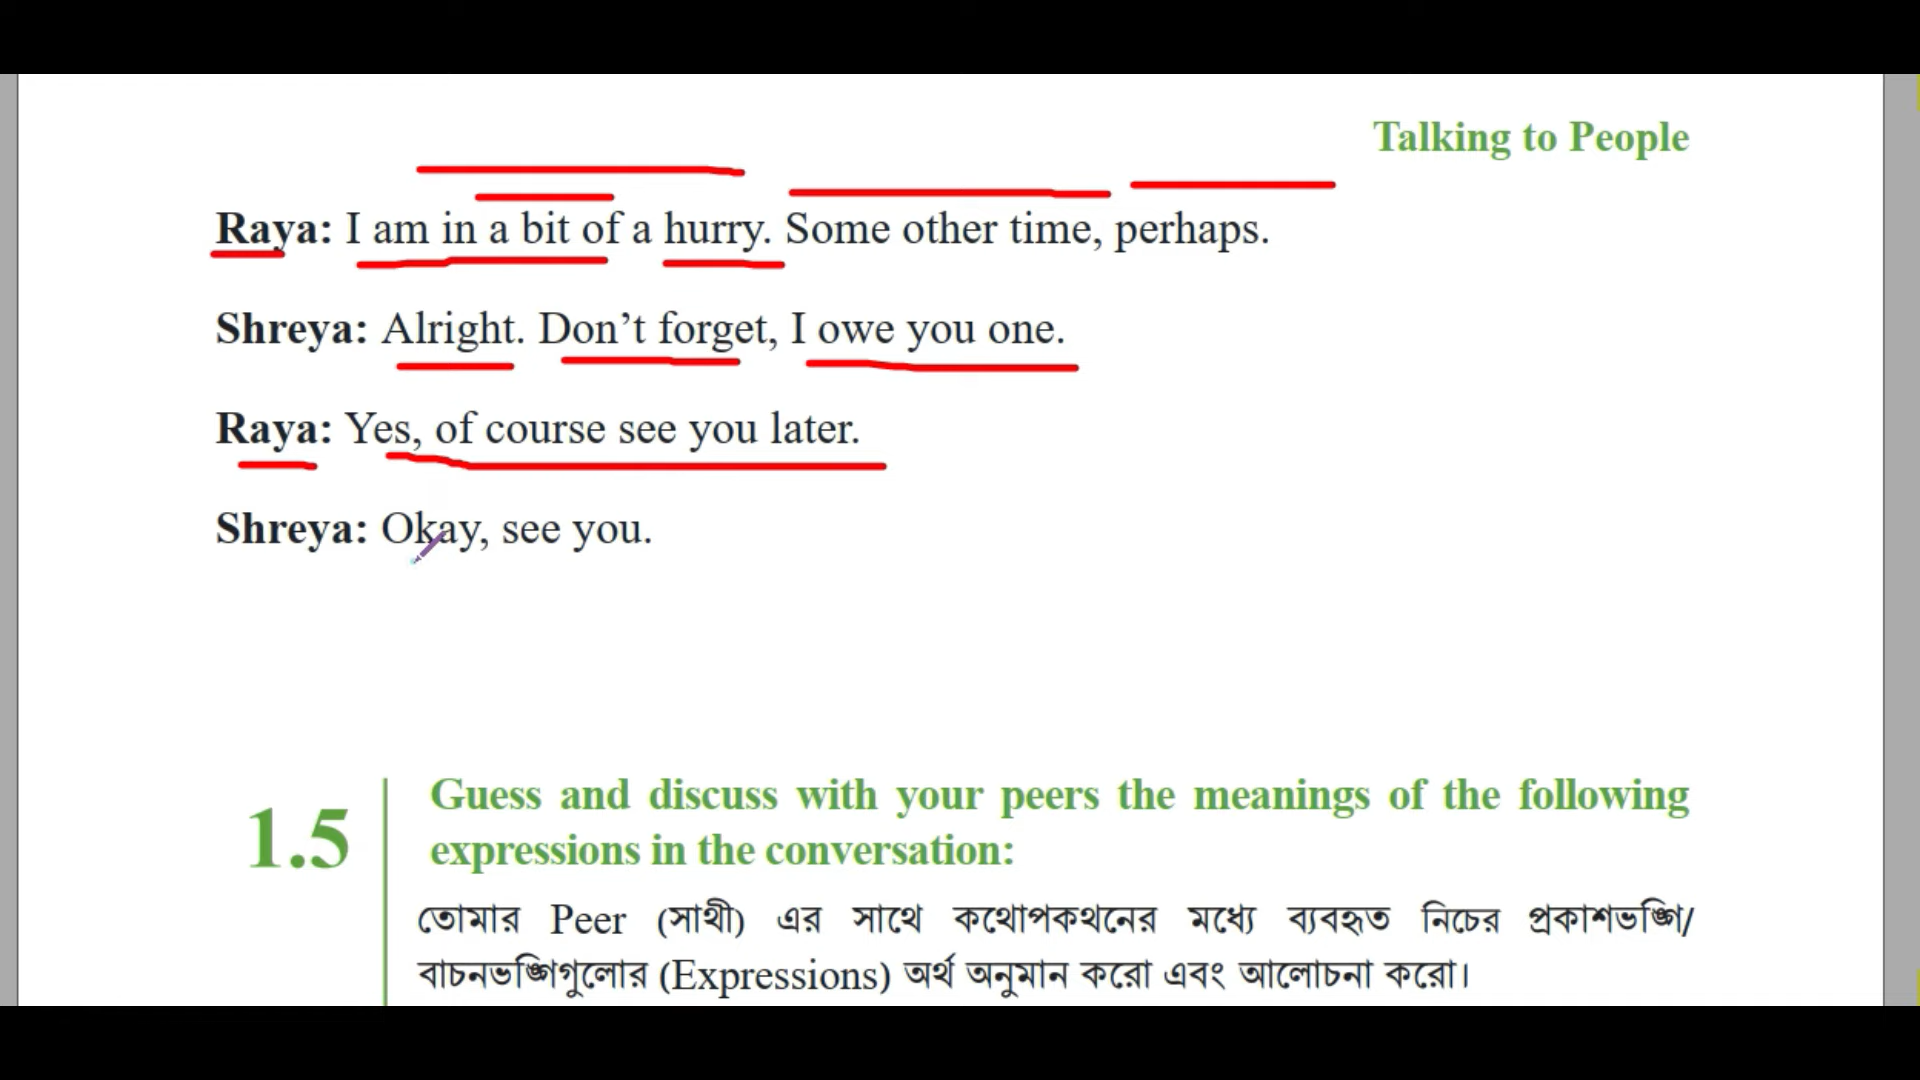 Talking to People
Raya: I am in a bit of a hurry. Some other time, perhaps.
Shreya: Alright. Don’t forget, I owe you one.
Raya: Yes, of course see you later.
Shreya: Okay, see you.
1.5
Guess and discuss with your peers the meanings of the following
expressions in the conversation:
তোমার Peer (সাথী) এর সাথে কথোপকথনের মধ্যে ব্যবহৃত নিচের প্রকাশভঙ্গি/
বাচনভঙ্গিগুলোর (Expressions) অর্থ অনুমান করো এবং আলোচনা করো।